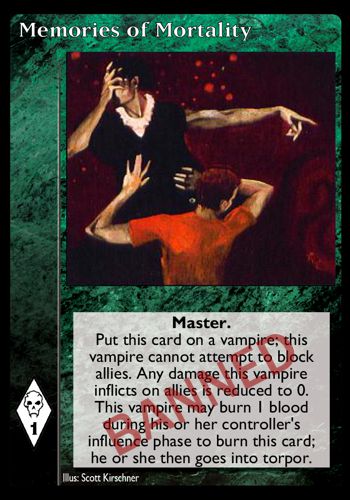 Memories of Mortality
Master.
Put this card on a vampire; this
vampire cannot attempt to block
allies. Any damage this vampire
inflicts on allies is reduced to 0.
This vampire may burn 1 blood
during his or her controller's
influence phase to burn this card;
he or she then goes into torpor.
BANNED
1
Illus: Scott Kirschner